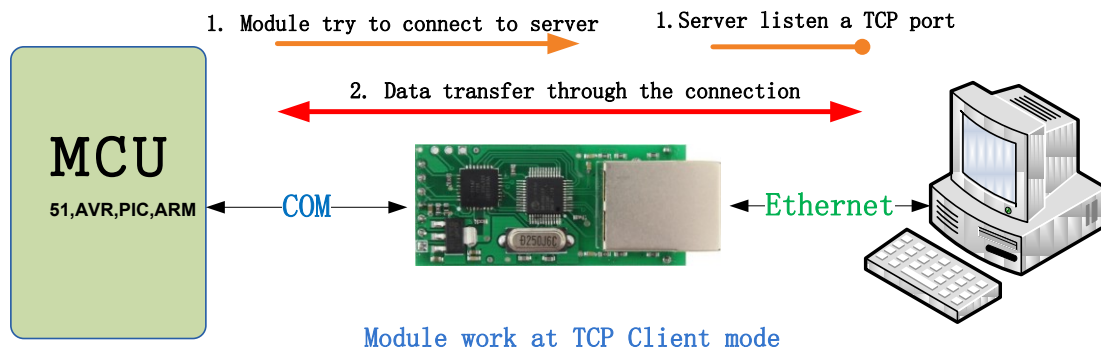 1. Module try to connect to server
1.Server listen a TCP port
2. Data transfer through the connection
MCU
51,AVR,PIC,ARM
COM
Ethernet
Ð250J6C
Module work at TCP Client mode